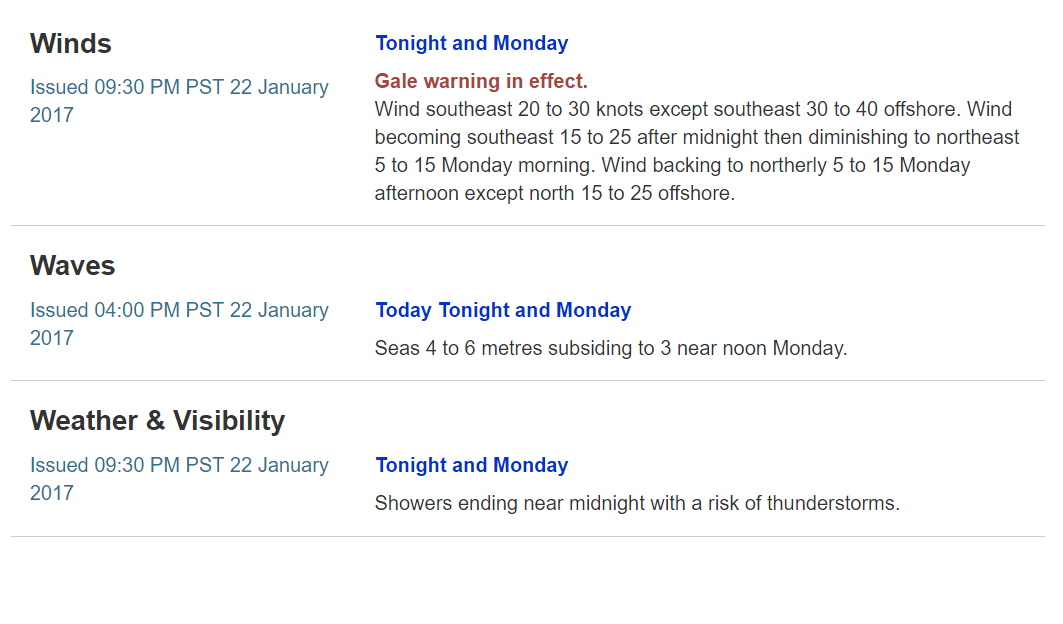 Winds
Issued 09:30 PM PST 22 January
2017
Tonight and Monday
Gale warning in effect.
Wind southeast 20 to 30 knots except southeast 30 to 40 offshore. Wind
becoming southeast 15 to 25 after midnight then diminishing to northeast
5 to 15 Monday morning. Wind backing to northerly 5 to 15 Monday
afternoon except north 15 to 25 offshore.
Waves
Issued 04:00 PM PST 22 January
2017
Today Tonight and Monday
Seas 4 to 6 metres subsiding to 3 near noon Monday.
Weather & Visibility
Issued 09:30 PM PST 22 January
2017
Tonight and Monday
Showers ending near midnight with a risk of thunderstorms.